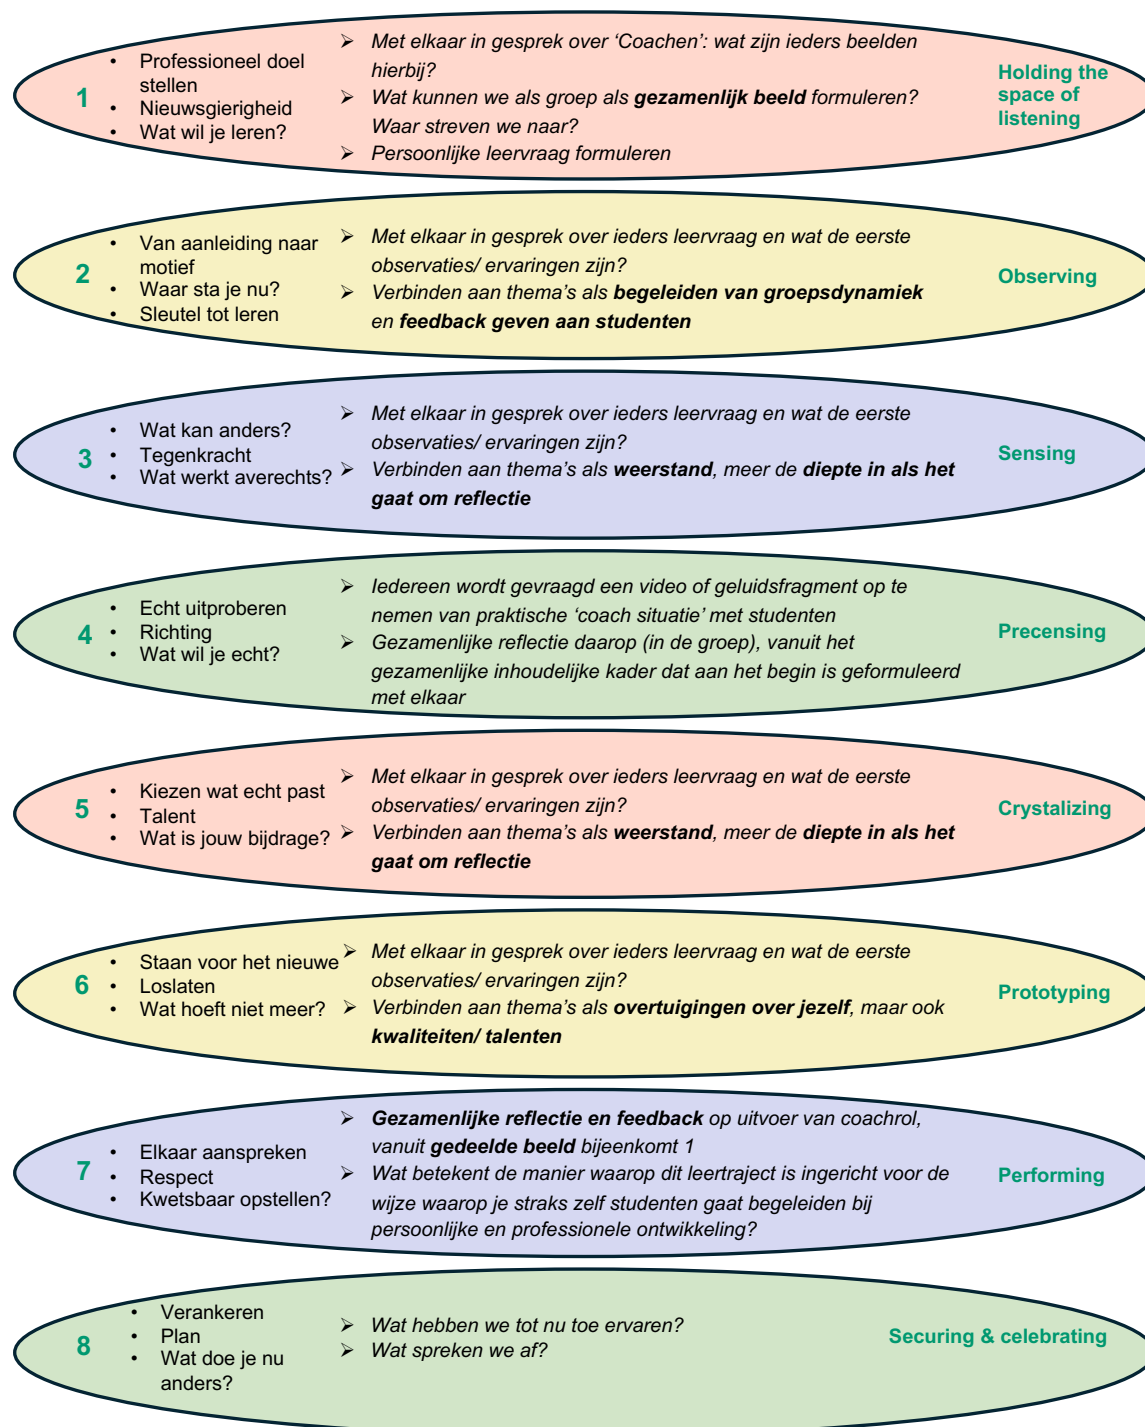 1
• Professioneel doel
stellen
• Nieuwsgierigheid
• Wat wil je leren?
➢ Met elkaar in gesprek over ‘Coachen’: wat zijn ieders beelden
hierbij?
➢ Wat kunnen we als groep als gezamenlijk beeld formuleren?
Waar streven we naar?
➢ Persoonlijke leervraag formuleren
Holding the
space of
listening
2
• Van aanleiding naar
motief
• Waar sta je nu?
• Sleutel tot leren
➢ Met elkaar in gesprek over ieders leervraag en wat de eerste
observaties/ ervaringen zijn?
➢ Verbinden aan thema’s als begeleiden van groepsdynamiek
en feedback geven aan studenten
Observing
3
• Wat kan anders?
• Tegenkracht
• Wat werkt averechts?
➢ Met elkaar in gesprek over ieders leervraag en wat de eerste
observaties/ ervaringen zijn?
➢ Verbinden aan thema’s als weerstand, meer de diepte in als het
gaat om reflectie
Sensing
4
• Echt uitproberen
• Richting
• Wat wil je echt?
➢ Iedereen wordt gevraagd een video of geluidsfragment op te
nemen van praktische ‘coach situatie’ met studenten
➢ Gezamenlijke reflectie daarop (in de groep), vanuit het
gezamenlijke inhoudelijke kader dat aan het begin is geformuleerd
met elkaar
Precensing
5
• Kiezen wat echt past
• Talent
• Wat is jouw bijdrage?
➢ Met elkaar in gesprek over ieders leervraag en wat de eerste
observaties/ ervaringen zijn?
➢ Verbinden aan thema’s als weerstand, meer de diepte in als het
gaat om reflectie
Crystalizing
6
• Staan voor het nieuwe
• Loslaten
• Wat hoeft niet meer?
➢ Met elkaar in gesprek over ieders leervraag en wat de eerste
observaties/ ervaringen zijn?
➢ Verbinden aan thema’s als overtuigingen over jezelf, maar ook
kwaliteiten/ talenten
Prototyping
7
• Elkaar aanspreken
• Respect
• Kwetsbaar opstellen?
➢ Gezamenlijke reflectie en feedback op uitvoer van coachrol,
vanuit gedeelde beeld bijeenkomt 1
➢ Wat betekent de manier waarop dit leertraject is ingericht voor de
wijze waarop je straks zelf studenten gaat begeleiden bij
persoonlijke en professionele ontwikkeling?
Performing
8
• Verankeren
• Plan
• Wat doe je nu
anders?
➢ Wat hebben we tot nu toe ervaren?
➢ Wat spreken we af?
Securing & celebrating